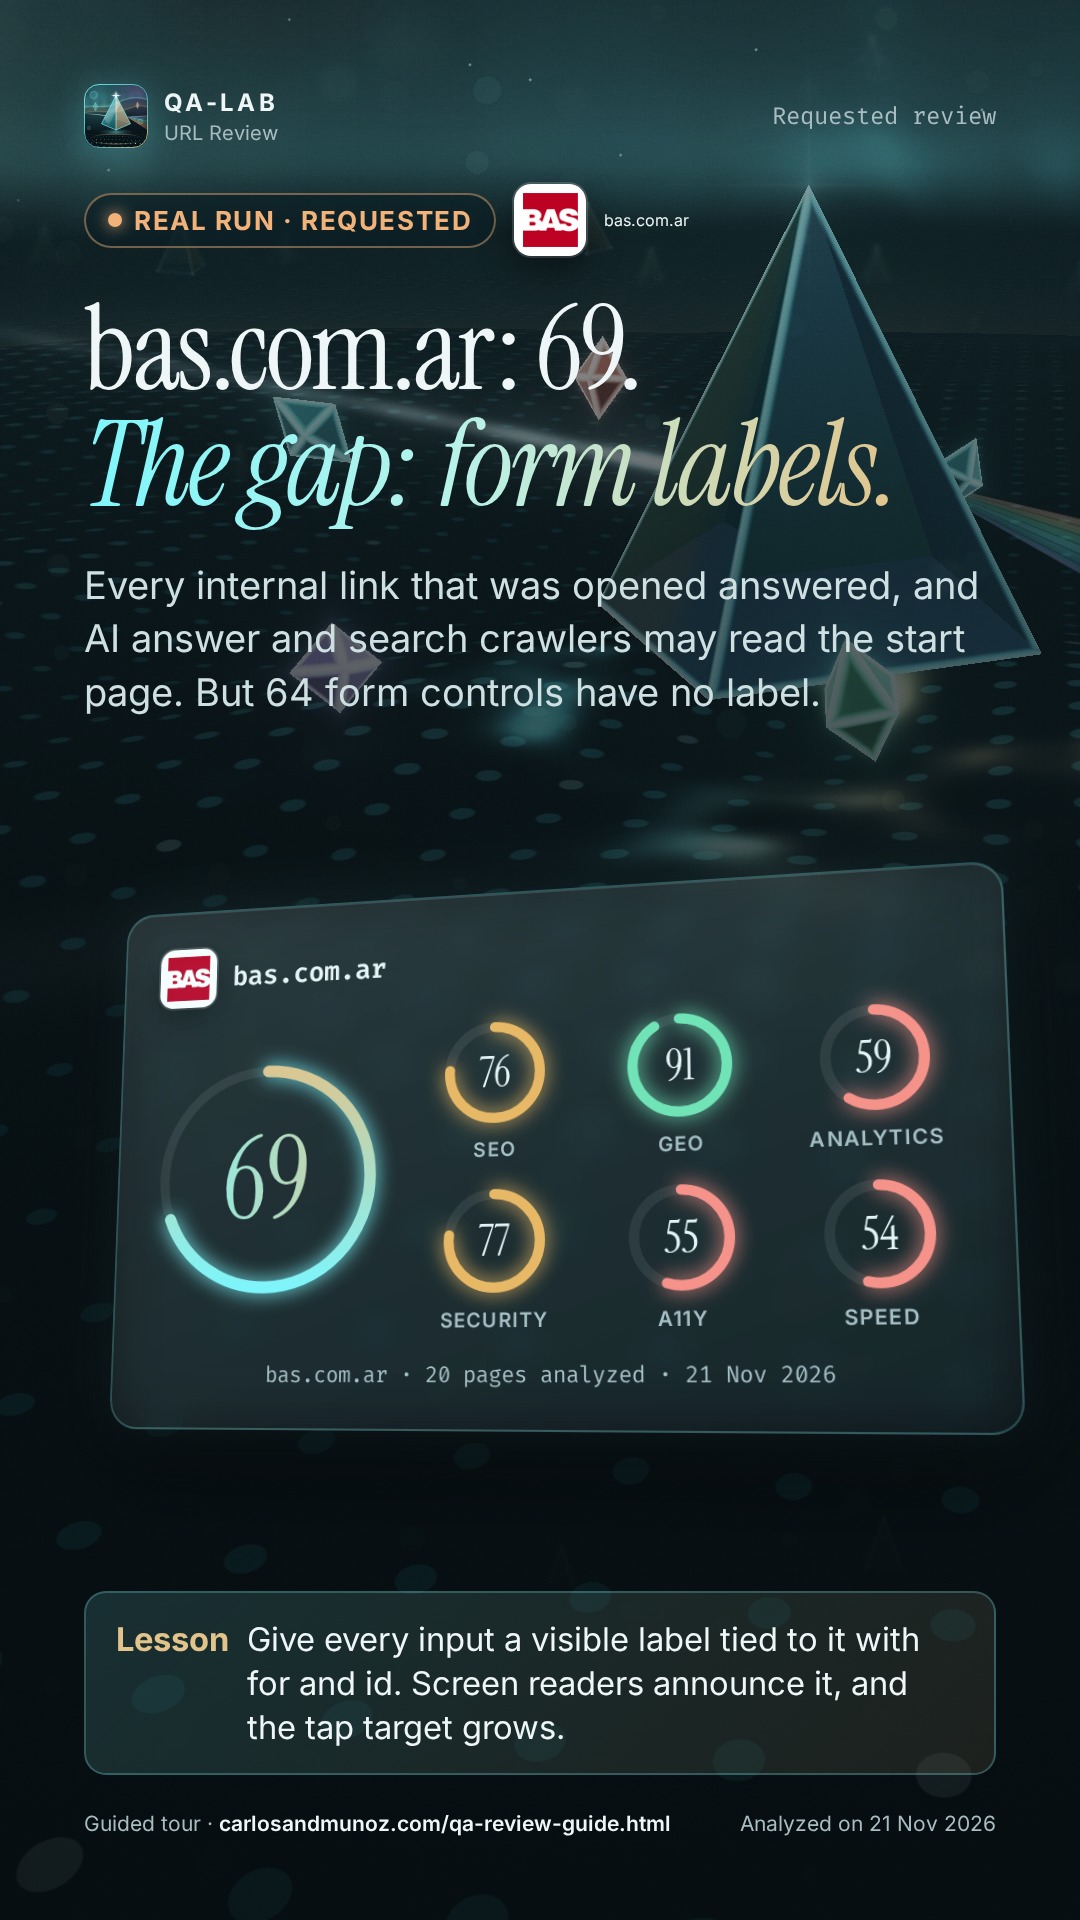 QA-LAB
URL Review
Requested review
REAL RUN · REQUESTED
BAS
bas.com.ar
bas.com.ar: 69.
The gap: form labels.
Every internal link that was opened answered, and
AI answer and search crawlers may read the start
page. But 64 form controls have no label.
BAS
bas.com.ar
69
76
SEO
91
GEO
59
ANALYTICS
77
SECURITY
55
A11Y
54
SPEED
bas.com.ar · 20 pages analyzed · 21 Nov 2026
Lesson Give every input a visible label tied to it with
for and id. Screen readers announce it, and
the tap target grows.
Guided tour · carlosandmunoz.com/qa-review-guide.html
Analyzed on 21 Nov 2026